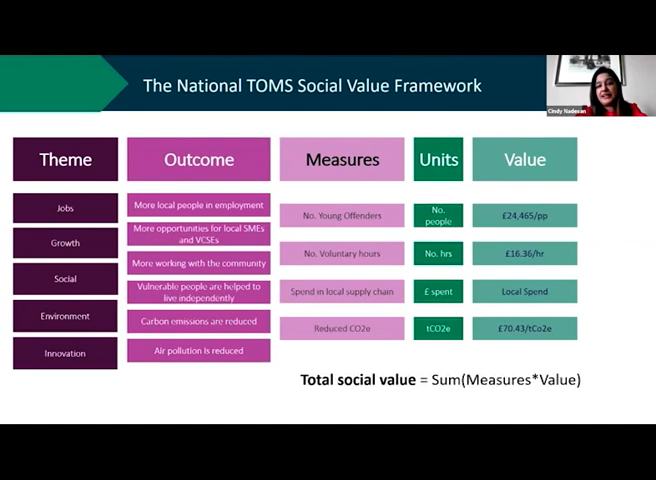 The National TOMS Social Value Framework
Cindy Nadesan
Theme
Outcome
Measures
Units
Value
Jobs
Growth
Social
Environment
Innovation
More local people in employment
More opportunities for local SMEs
and VCSEs
More working with the community
Vulnerable people are helped to
live independently
Carbon emissions are reduced
Air pollution is reduced
No. Young Offenders
No. Voluntary hours
Spend in local supply chain
Reduced CO2e
No.
people
No. hrs
£ spent
tCO2e
£24,465/pp
£16.36/hr
Local Spend
£70.43/tCo2e
Total social value = Sum(Measures*Value)